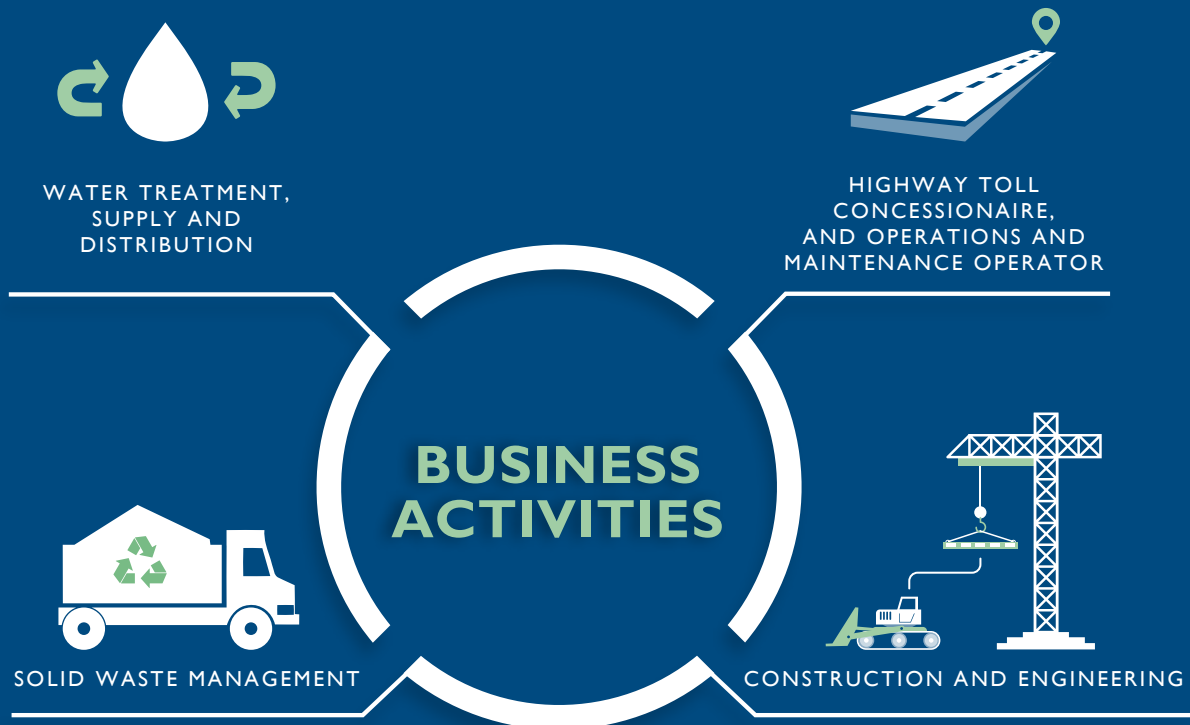 WATER TREATMENT,
SUPPLY AND
DISTRIBUTION
HIGHWAY TOLL
CONCESSIONAIRE,
AND OPERATIONS AND
MAINTENANCE OPERATOR
BUSINESS
ACTIVITIES
SOLID WASTE MANAGEMENT
CONSTRUCTION AND ENGINEERING